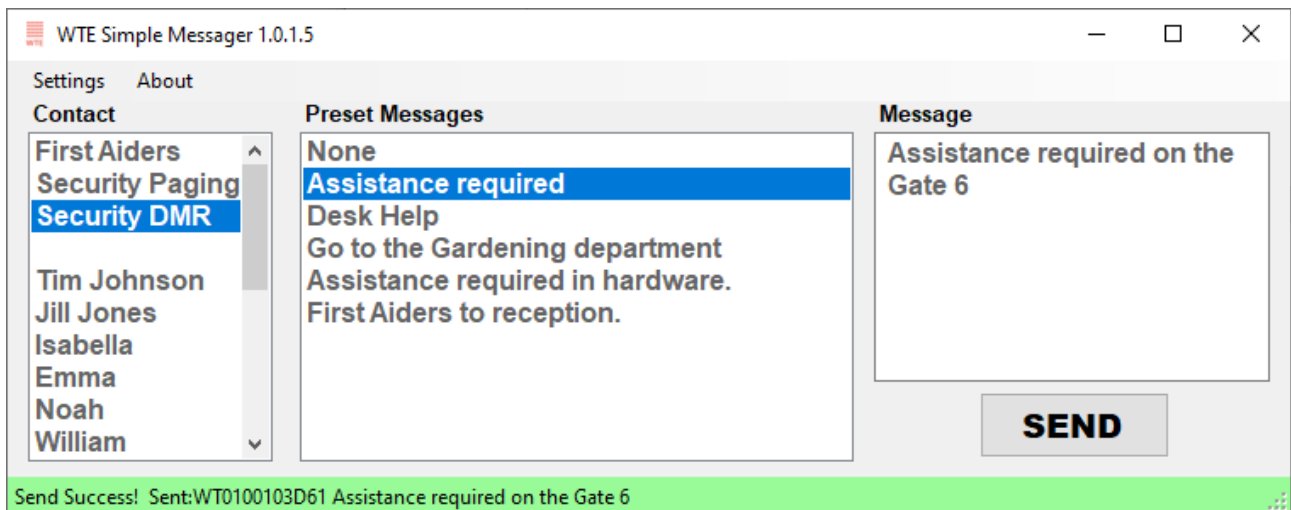 WTE
WTE Simple Messager 1.0.1.5
Settings About
Contact
First Aiders
Security Paging
Security DMR
Tim Johnson
Jill Jones
Isabella
Emma
Noah
William
Preset Messages
None
Assistance required
Desk Help
Go to the Gardening department
Assistance required in hardware.
First Aiders to reception.
Message
Assistance required on the
Gate 6
SEND
Send Success! Sent:WT0100103D61 Assistance required on the Gate 6